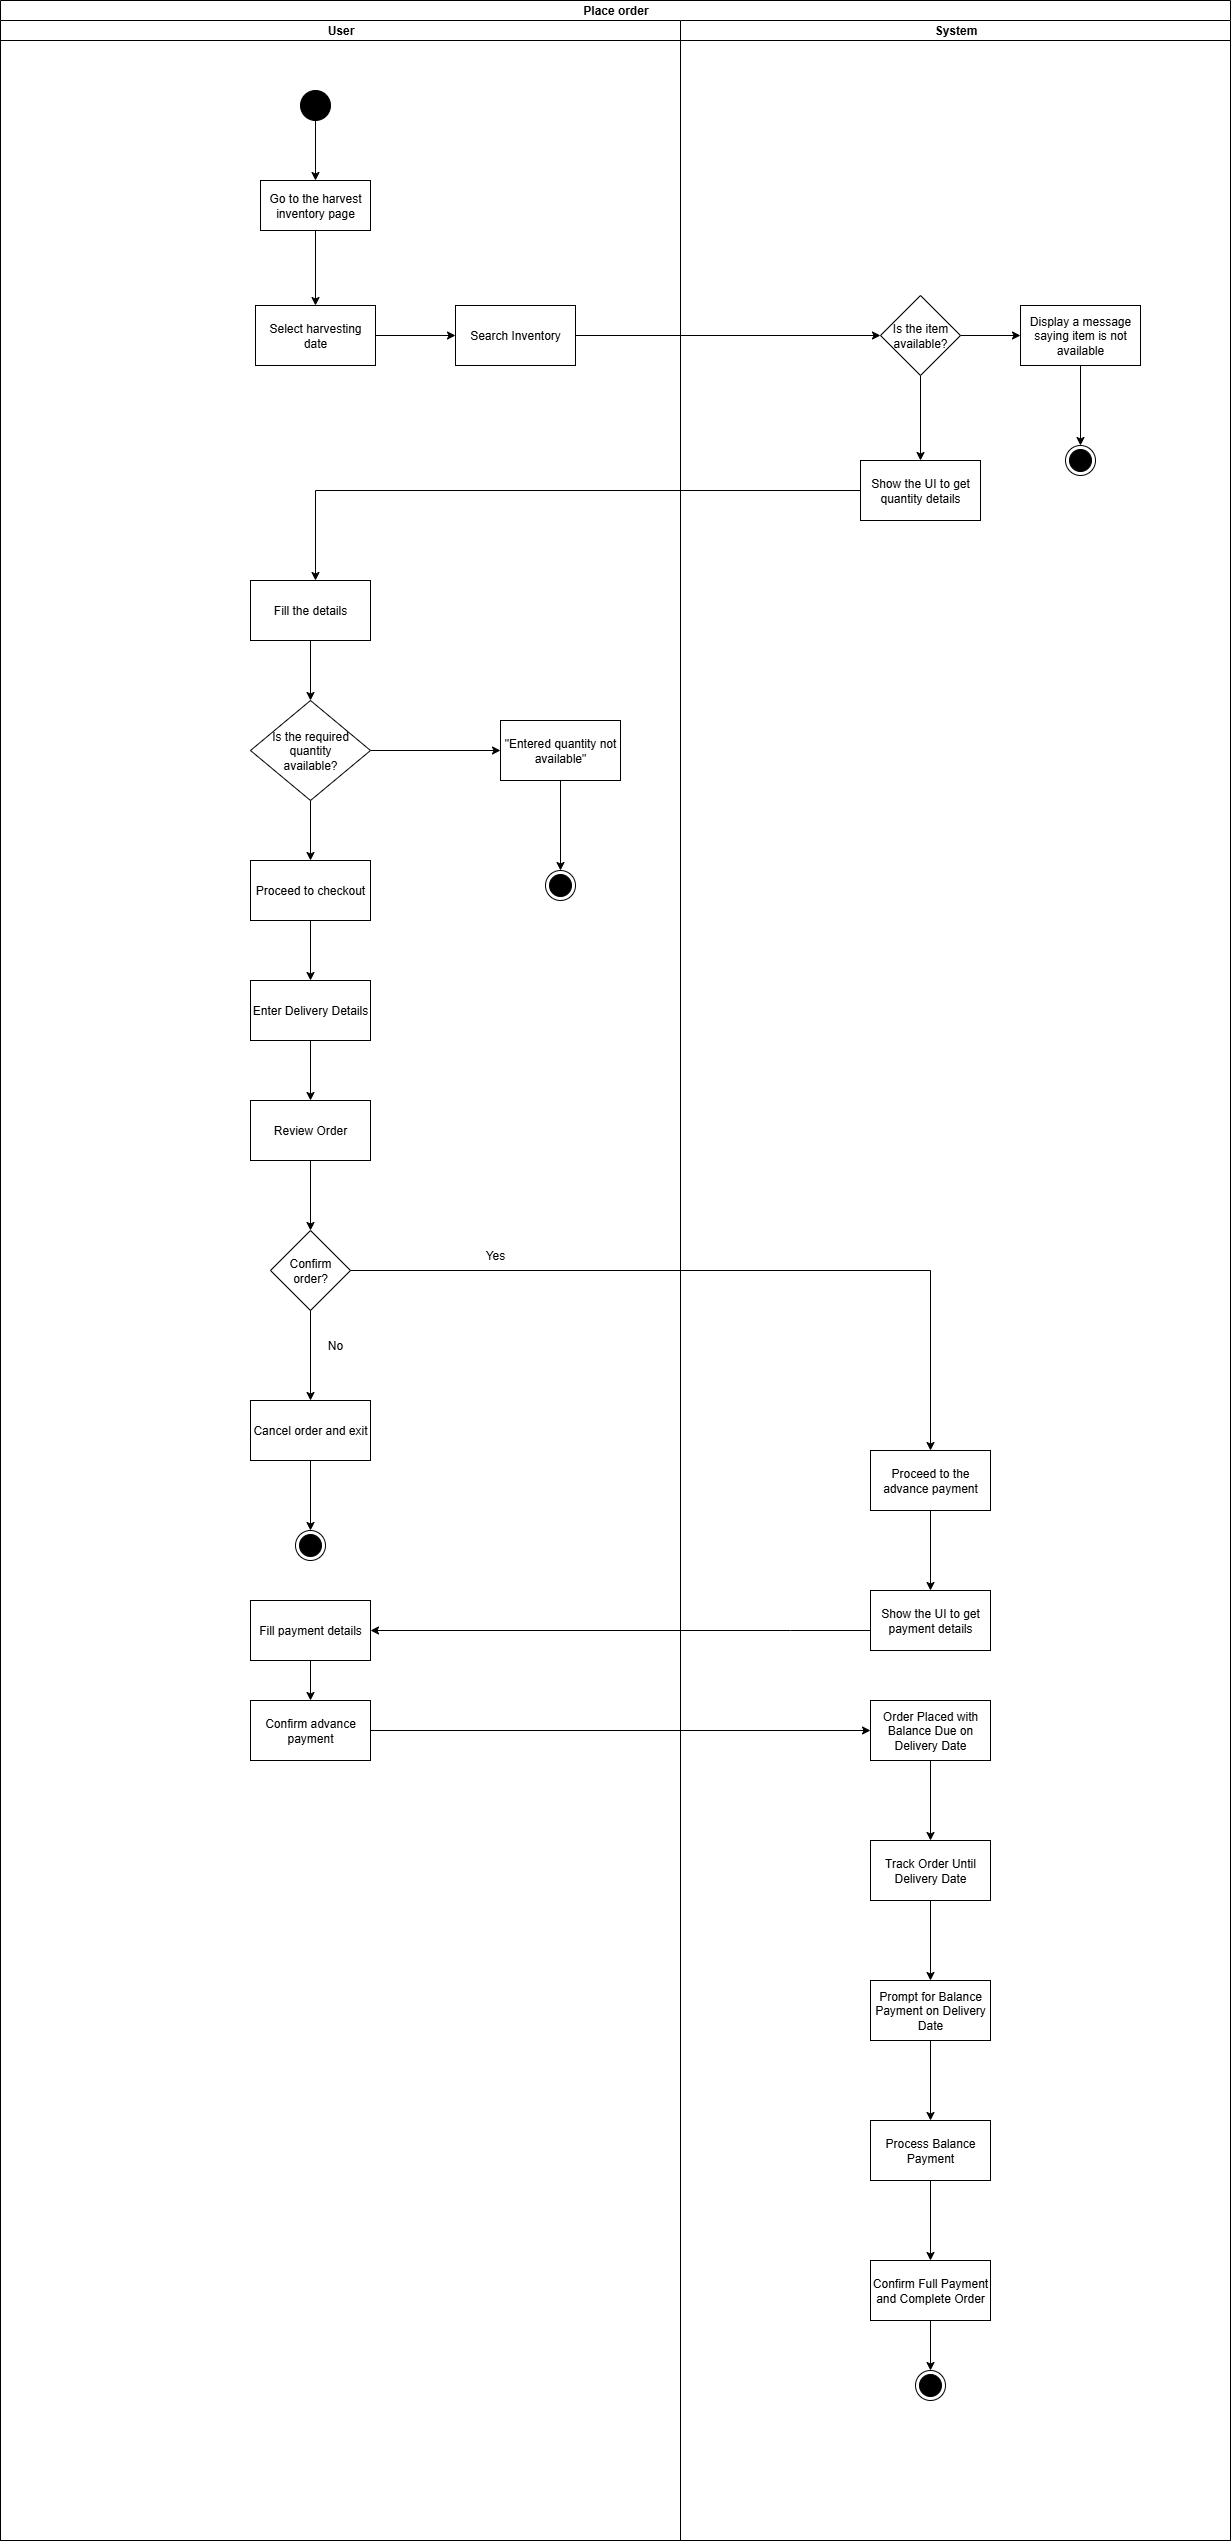 Place order
User
System
Go to the harvest
inventory page
Select harvesting
date
Search Inventory
Is the item
available?
Display a message
saying item is not
available
Show the UI to get
quantity details
Fill the details
Is the required
quantity
available?
"Entered quantity not
available"
Proceed to checkout
Enter Delivery Details
Review Order
Confirm
order?
Yes
No
Cancel order and exit
Proceed to the
advance payment
Show the UI to get
payment details
Fill payment details
Confirm advance
payment
Order Placed with
Balance Due on
Delivery Date
Track Order Until
Delivery Date
Prompt for Balance
Payment on Delivery
Date
Process Balance
Payment
Confirm Full Payment
and Complete Order